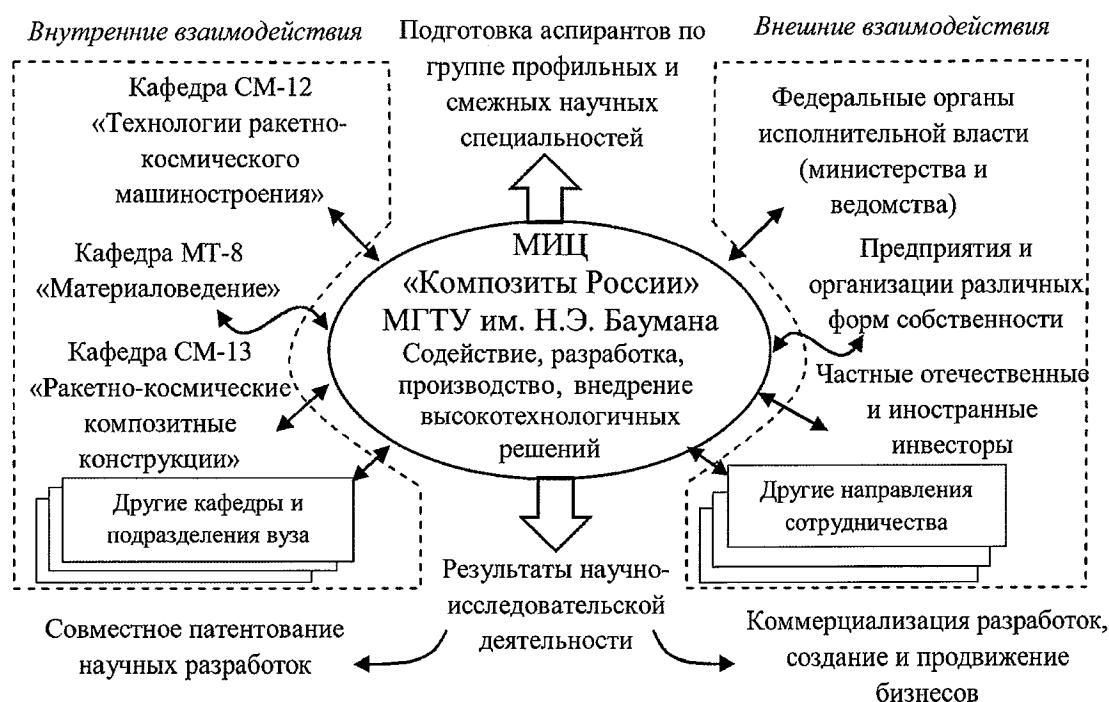 Внутренние взаимодействия
Кафедра СМ-12
«Технологии ракетно-
космического
машиностроения»
Кафедра МТ-8
«Материаловедение»
Кафедра СМ-13
«Ракетно-космические
композитные
конструкции»
Другие кафедры и
подразделения вуза
Подготовка аспирантов по
группе профильных и
смежных научных
специальностей
МИЦ
«Композиты России»
МГТУ им. Н.Э. Баумана
Содействие, разработка,
производство, внедрение
высокотехнологичных
решений
Внешние взаимодействия
Федеральные органы
исполнительной власти
(министерства и
ведомства)
Предприятия и
организации различных
форм собственности
Частные отечественные
и иностранные
инвесторы
Другие направления
сотрудничества
Результаты научно-
исследовательской
деятельности
Совместное патентование
научных разработок
Коммерциализация разработок,
создание и продвижение
бизнесов